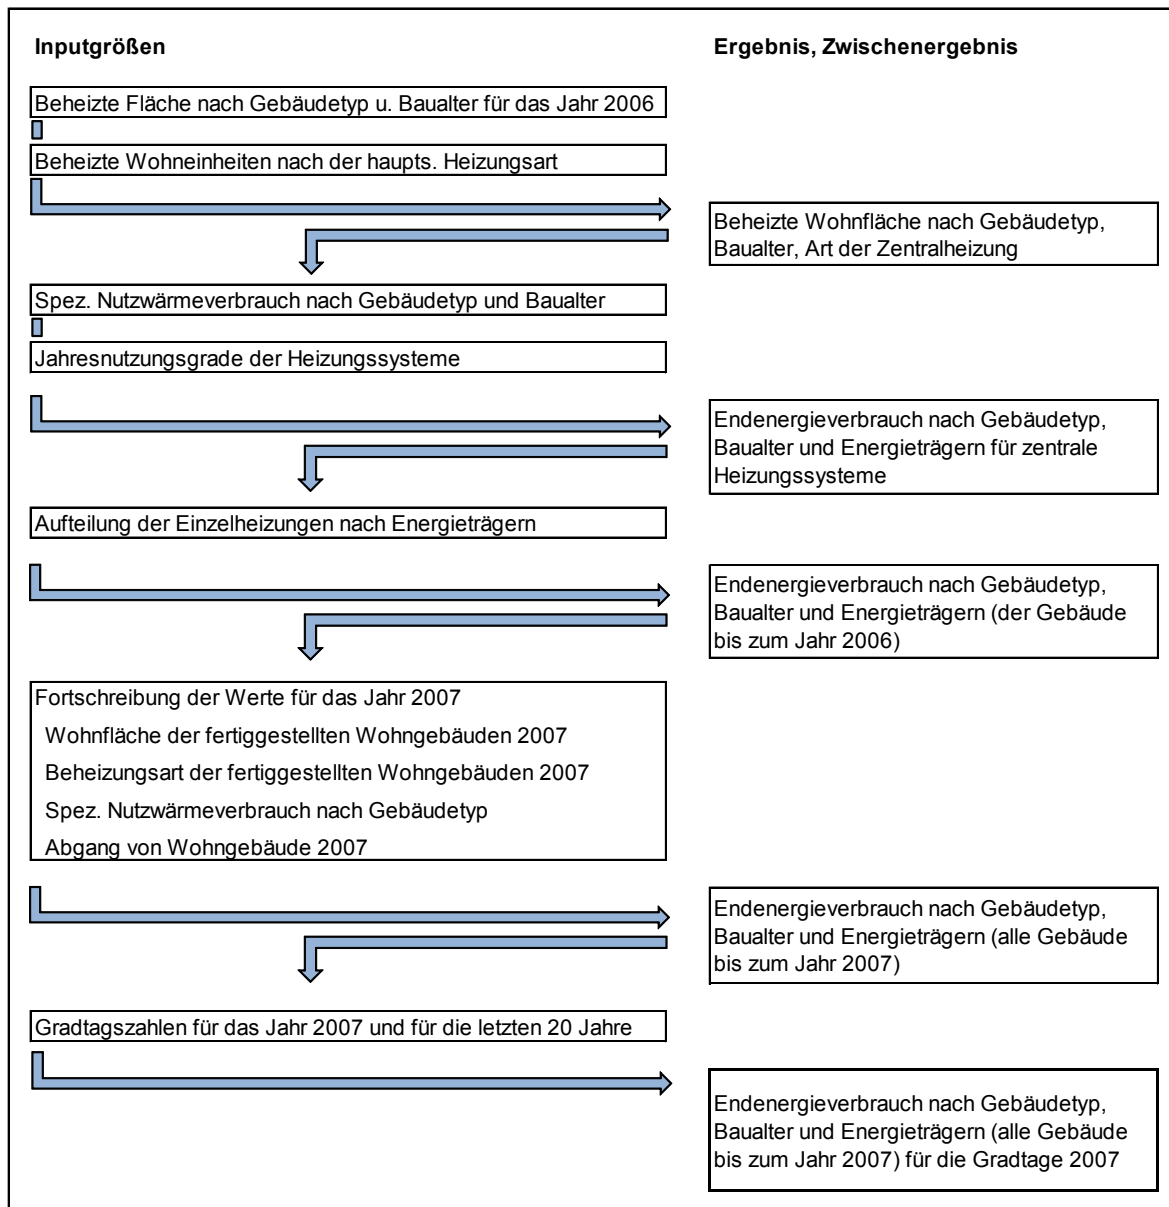 Inputgrößen
Ergebnis, Zwischenergebnis
Beheizte Fläche nach Gebäudetyp u. Baualter für das Jahr 2006
Beheizte Wohneinheiten nach der haupts. Heizungsart
Beheizte Wohnfläche nach Gebäudetyp,
Baualter, Art der Zentralheizung
Spez. Nutzwärmeverbrauch nach Gebäudetyp und Baualter
Jahresnutzungsgrade der Heizungssysteme
Endenergieverbrauch nach Gebäudetyp,
Baualter und Energieträgern für zentrale
Heizungssysteme
Aufteilung der Einzelheizungen nach Energieträgern
Endenergieverbrauch nach Gebäudetyp,
Baualter und Energieträgern (der Gebäude
bis zum Jahr 2006)
Fortschreibung der Werte für das Jahr 2007
Wohnfläche der fertiggestellten Wohngebäuden 2007
Beheizungsart der fertiggestellten Wohngebäuden 2007
Spez. Nutzwärmeverbrauch nach Gebäudetyp
Abgang von Wohngebäude 2007
Endenergieverbrauch nach Gebäudetyp,
Baualter und Energieträgern (alle Gebäude
bis zum Jahr 2007)
Gradtagszahlen für das Jahr 2007 und für die letzten 20 Jahre
Endenergieverbrauch nach Gebäudetyp,
Baualter und Energieträgern (alle Gebäude
bis zum Jahr 2007) für die Gradtage 2007